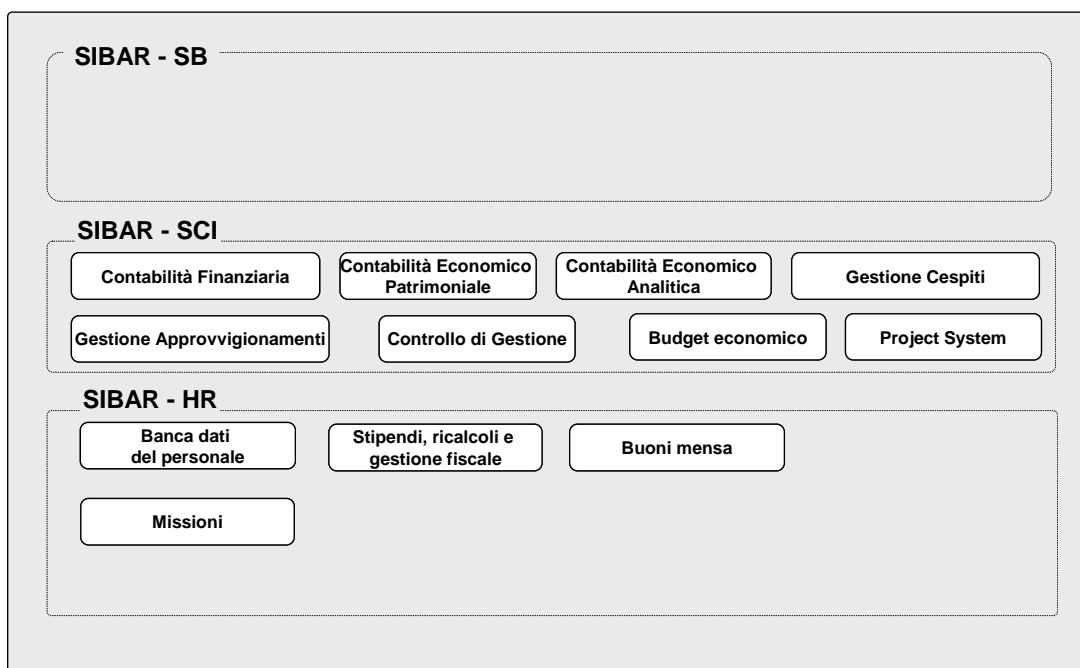 SIBAR - SB
SIBAR - SCI
Contabilità Finanziaria
Contabilità Economico
Patrimoniale
Contabilità Economico
Analitica
Gestione Cespiti
Gestione Approvvigionamenti
Controllo di Gestione
Budget economico
Project System
SIBAR - HR
Banca dati
del personale
Stipendi, ricalcoli e
gestione fiscale
Buoni mensa
Missioni